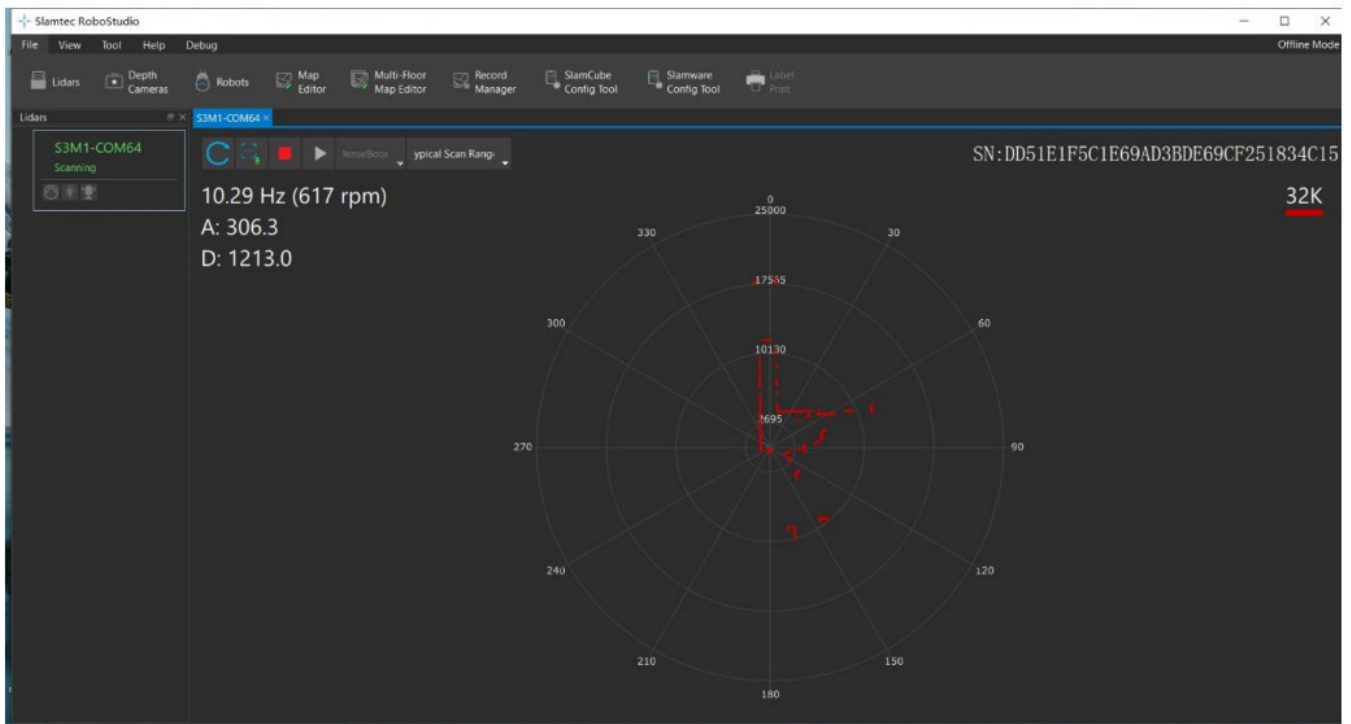 Slamtec RoboStudio
File View Tool Help Debug
Offline Mode
Lidars
Depth Cameras
Robots
Map Editor
Multi-Floor Map Editor
Record Manager
SlamCube Config Tool
Slamware Config Tool
Label Print
Lidars
S3M1-COM64
S3M1-COM64
Scanning
ypical Scan Rang
SN:DD51E1F5C1E69AD3BDE69CF251834C15
10.29 Hz (617 rpm)
32K
A: 306.3
D: 1213.0
0
25000
330
30
17565
300
60
10130
2695
270
90
240
120
210
150
180